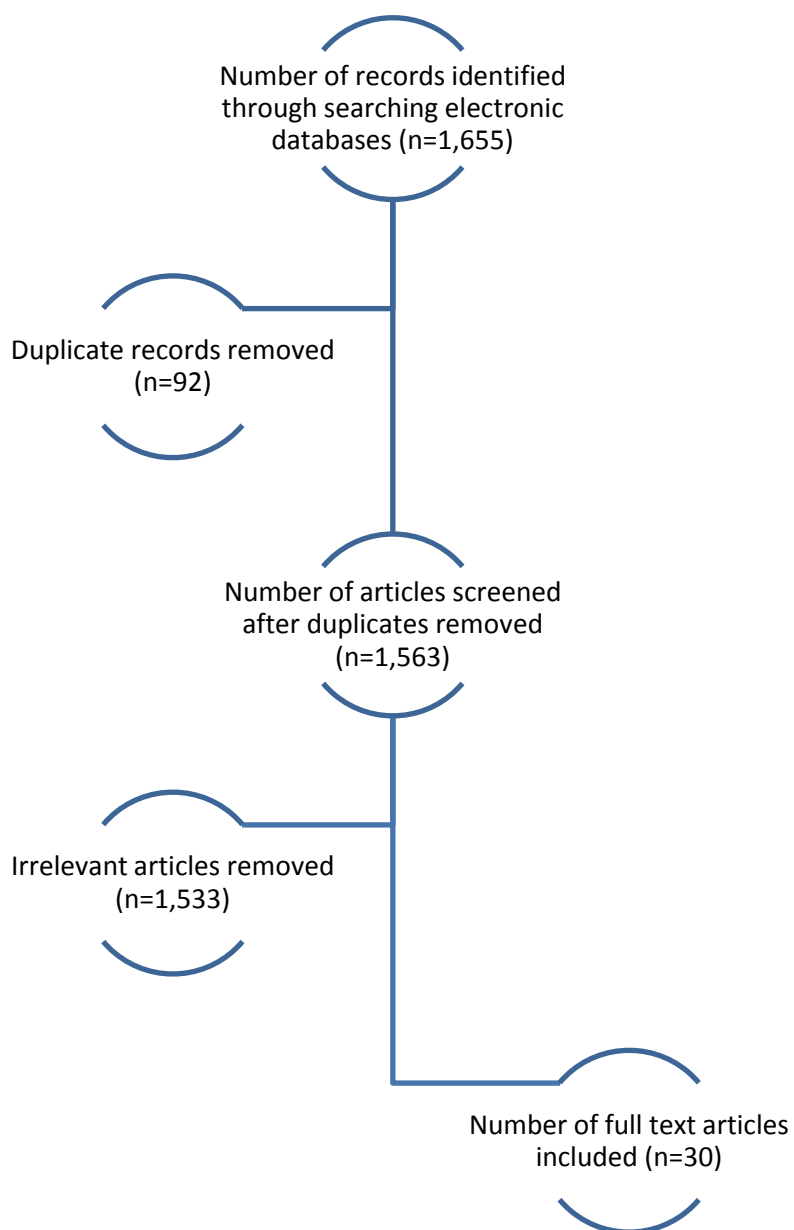 Number of records identified
through searching electronic
databases (n=1,655)
Duplicate records removed
(n=92)
Number of articles screened
after duplicates removed
(n=1,563)
Irrelevant articles removed
(n=1,533)
Number of full text articles
included (n=30)